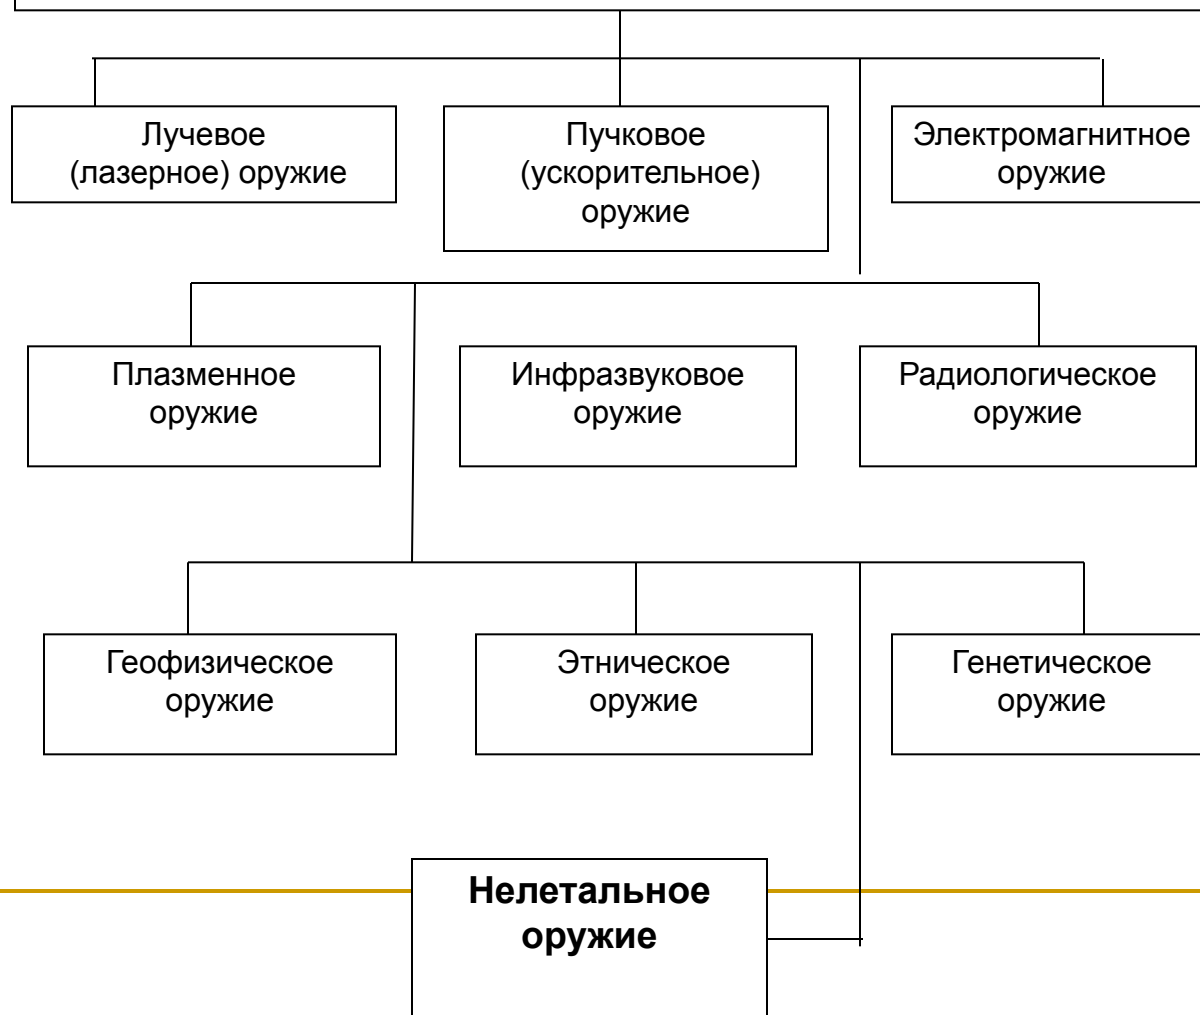 Лучевое
(лазерное) оружие
Пучковое
(ускорительное)
оружие
Электромагнитное
оружие
Плазменное
оружие
Инфразвуковое
оружие
Радиологическое
оружие
Геофизическое
оружие
Этническое
оружие
Генетическое
оружие
Нелетальное
оружие